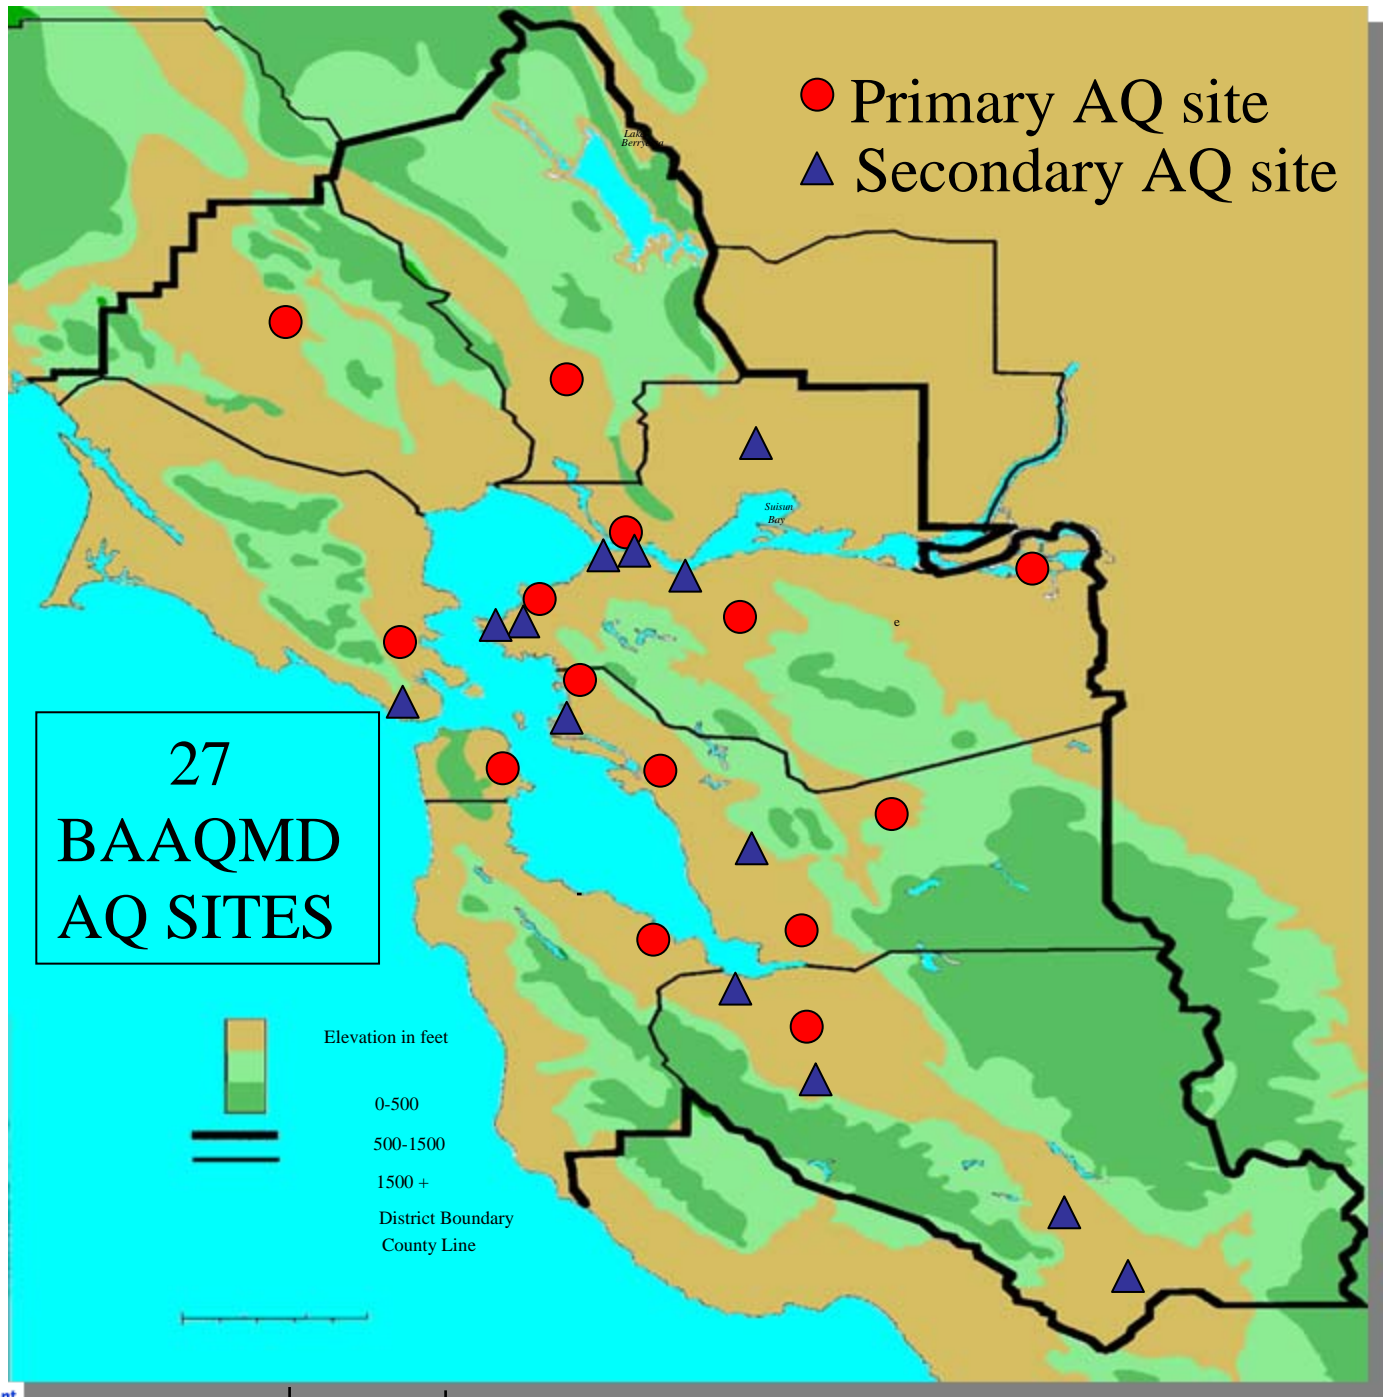 Primary AQ site
Secondary AQ site
Suisun
Bay
e
27
BAAQMD
AQ SITES
Elevation in feet
0-500
500-1500
1500 +
District Boundary
County Line